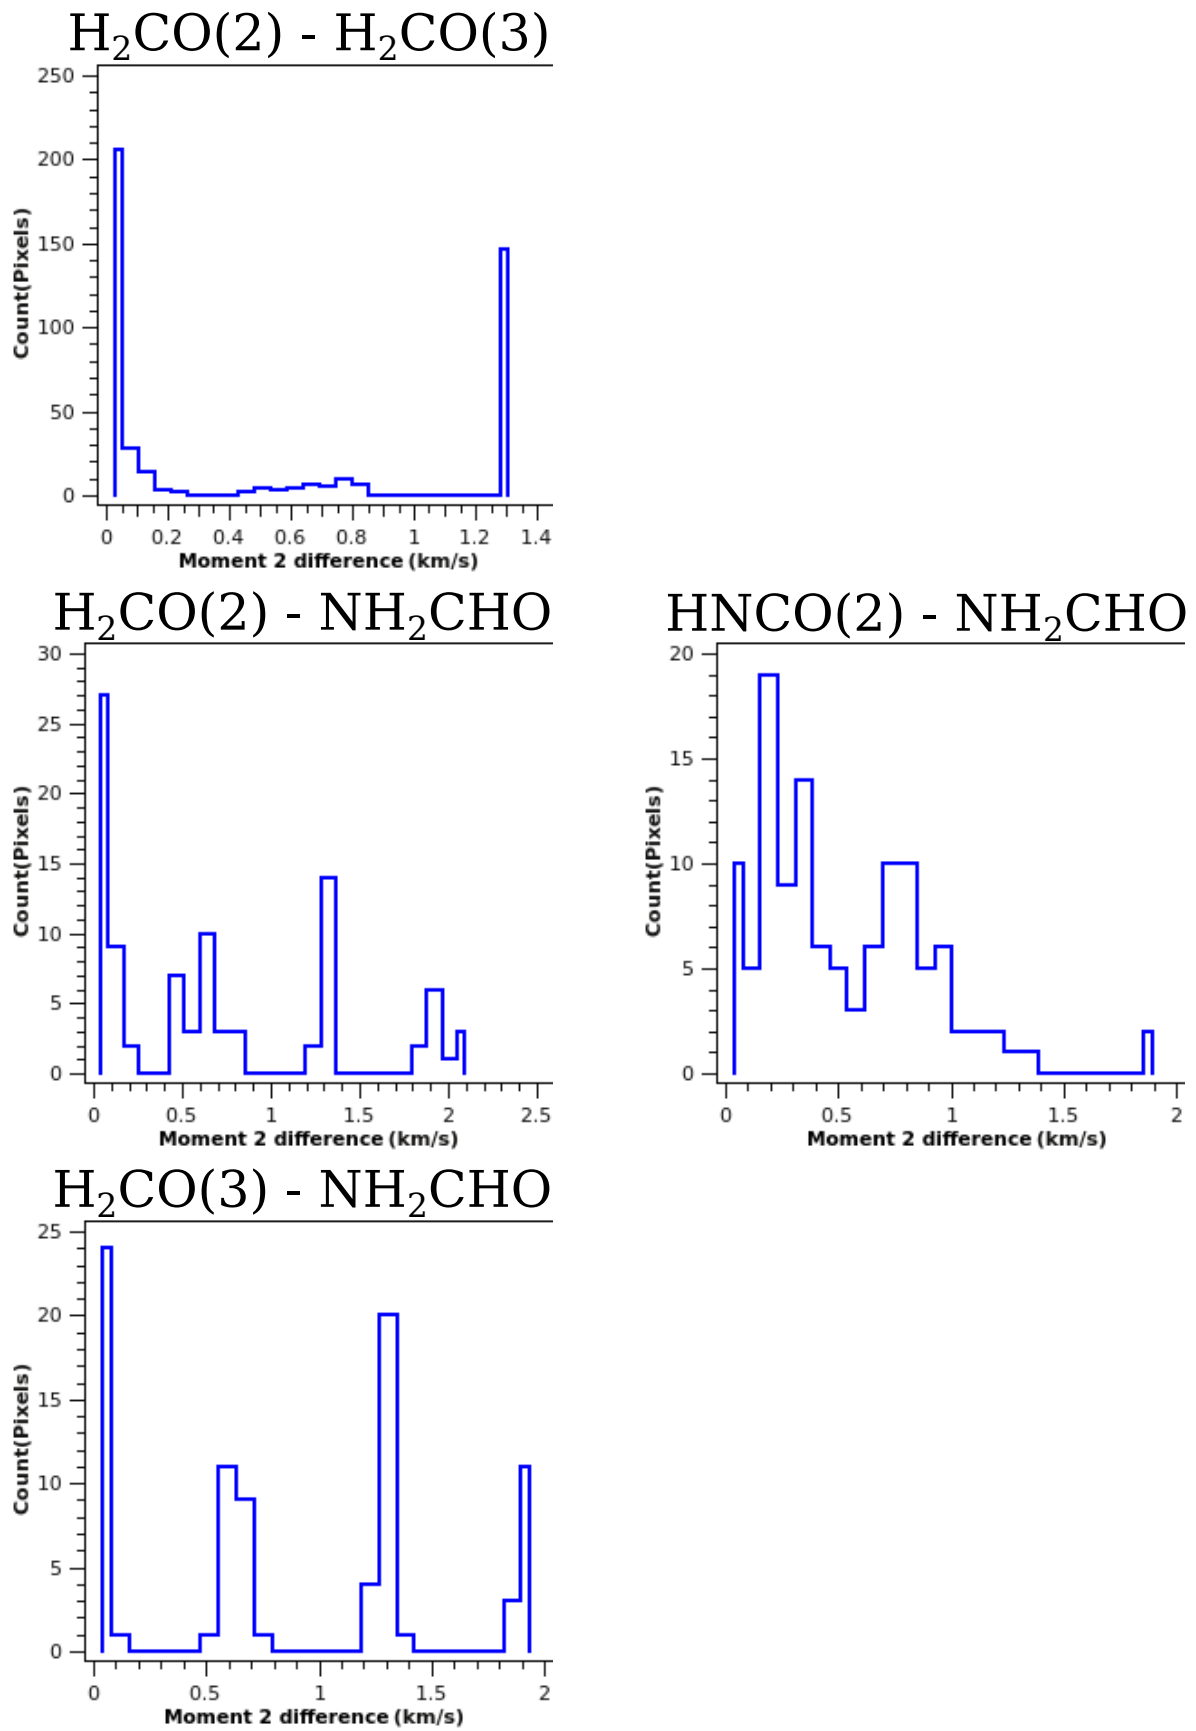 H₂CO(2) - H₂CO(3)
250
200
150
100
50
0
Count(Pixels)
0 0.2 0.4 0.6 0.8 1 1.2 1.4
Moment 2 difference (km/s)
H₂CO(2) - NH₂CHO
30
25
20
15
10
5
0
Count(Pixels)
0 0.5 1 1.5 2 2.5
Moment 2 difference (km/s)
HNCO(2) - NH₂CHO
20
15
10
5
0
Count(Pixels)
0 0.5 1 1.5 2
Moment 2 difference (km/s)
H₂CO(3) - NH₂CHO
25
20
15
10
5
0
Count(Pixels)
0 0.5 1 1.5 2
Moment 2 difference (km/s)